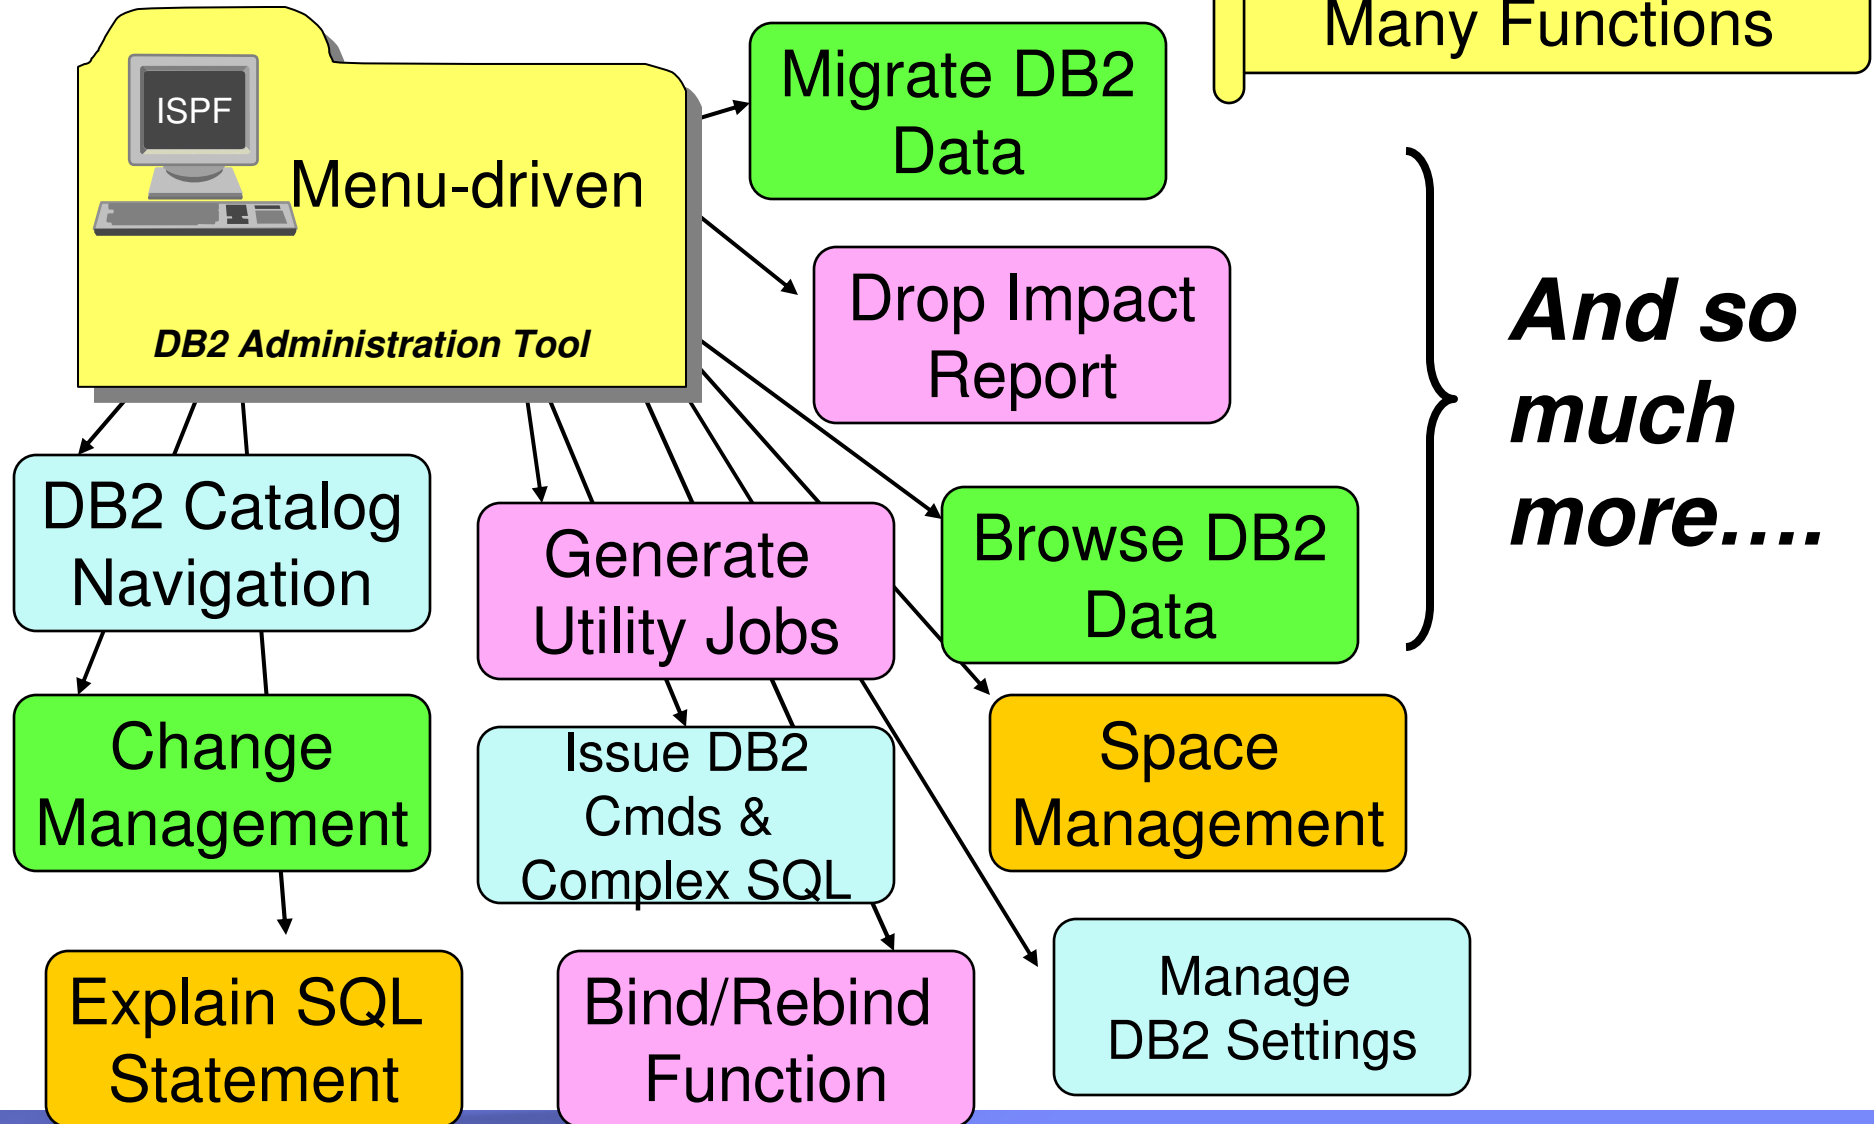 Many Functions
ISPF
Menu-driven
DB2 Administration Tool
Migrate DB2
Data
Drop Impact
Report
And so
much
more....
DB2 Catalog
Navigation
Generate
Utility Jobs
Browse DB2
Data
Change
Management
Issue DB2
Cmds &
Complex SQL
Space
Management
Explain SQL
Statement
Bind/Rebind
Function
Manage
DB2 Settings